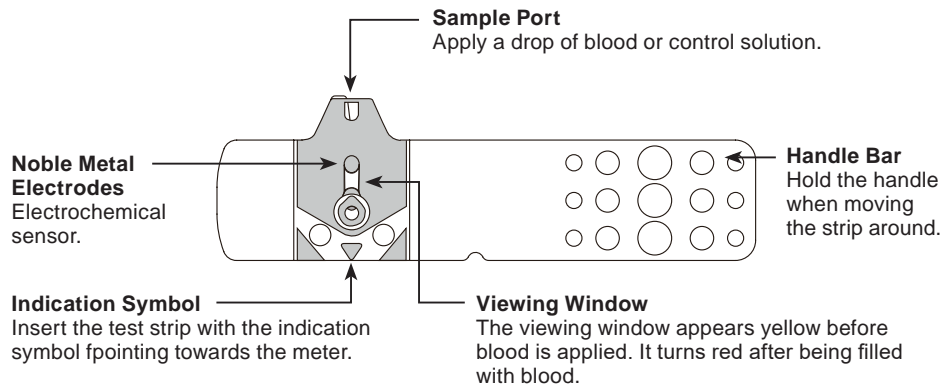 Sample Port
Apply a drop of blood or control solution.
Noble Metal
Electrodes
Electrochemical
sensor.
Handle Bar
Hold the handle
when moving
the strip around.
Indication Symbol
Insert the test strip with the indication
symbol fpointing towards the meter.
Viewing Window
The viewing window appears yellow before
blood is applied. It turns red after being filled
with blood.